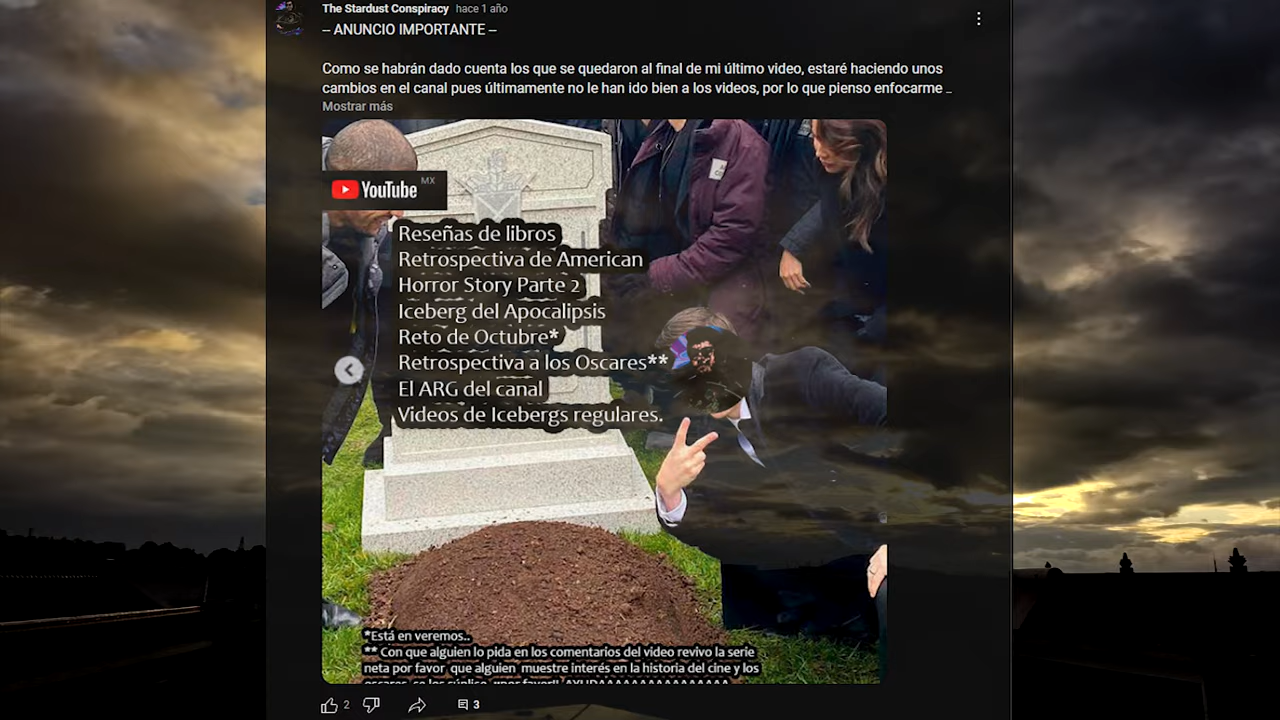 The Stardust Conspiracy hace 1 año
-- ANUNCIO IMPORTANTE --
Como se habrán dado cuenta los que se quedaron al final de mi último video, estaré haciendo unos
cambios en el canal pues últimamente no le han ido bien a los videos, por lo que pienso enfocarme ...
Mostrar más
YouTube MX
Reseñas de libros
Retrospectiva de American
Horror Story Parte 2
Iceberg del Apocalipsis
Reto de Octubre*
Retrospectiva a los Oscares**
El ARG del canal
Videos de Icebergs regulares.
*Está en veremos..
** Con que alguien lo pida en los comentarios del video revivo la serie
neta por favor que alguien muestre interés en la historia del cine y los
2
3